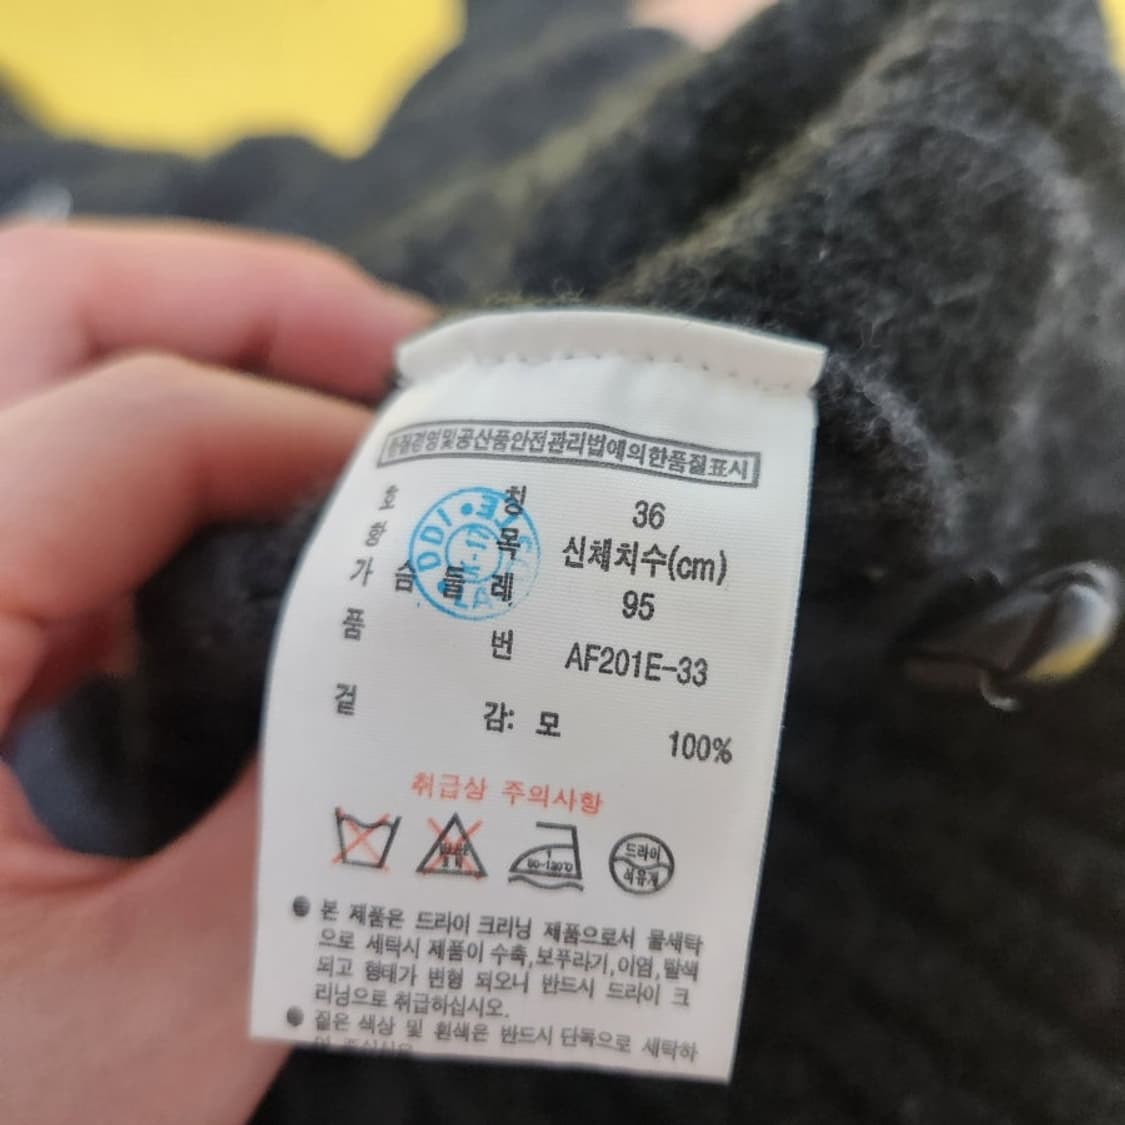 품질경영및공산품안전관리법에의한품질표시
호 칭 36
항 목 신체치수(cm)
가 슴 둘 레 95
품 번 AF201E-33
겉 감: 모 100%
취급상 주의사항
드라이
석유계
● 본 제품은 드라이 크리닝 제품으로서 물세탁
으로 세탁시 제품이 수축,보푸라기,이염,탈색
되고 형태가 변형 되오니 반드시 드라이 크
리닝으로 취급하십시오.
● 짙은 색상 및 흰색은 반드시 단독으로 세탁하